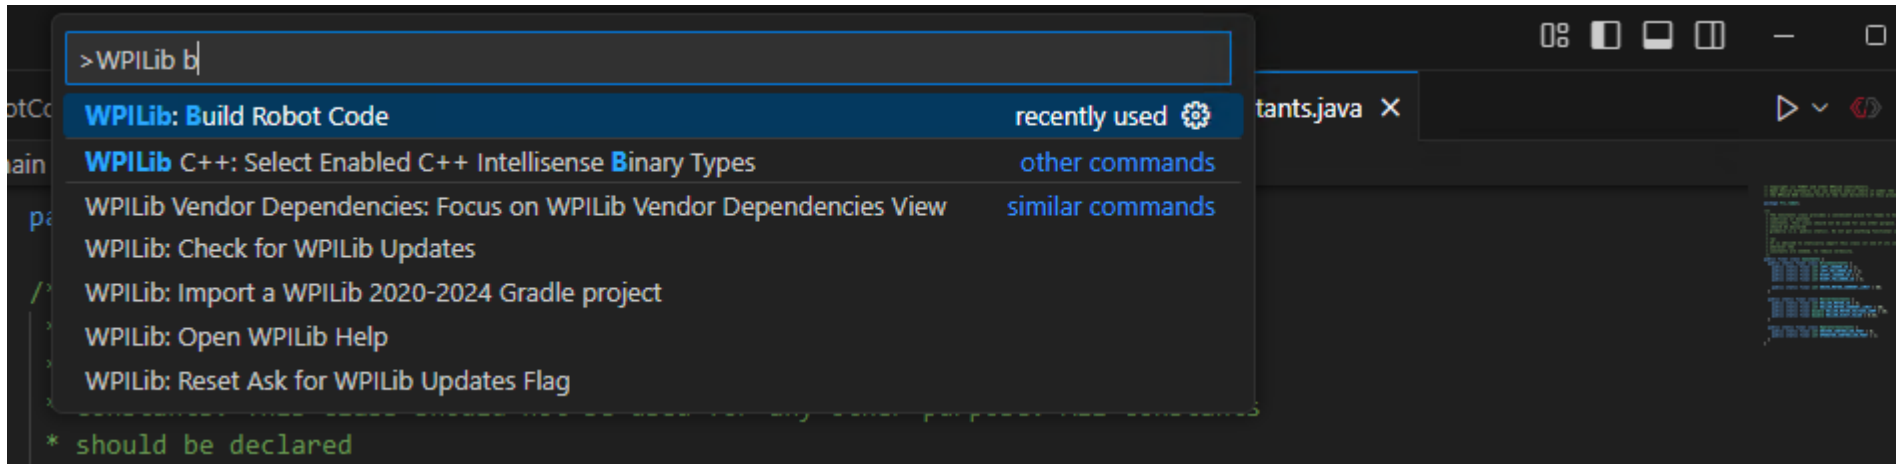 >WPILib b
WPILib: Build Robot Code recently used
tants.java
WPILib C++: Select Enabled C++ Intellisense Binary Types other commands
WPILib Vendor Dependencies: Focus on WPILib Vendor Dependencies View similar commands
WPILib: Check for WPILib Updates
/*
WPILib: Import a WPILib 2020-2024 Gradle project
WPILib: Open WPILib Help
WPILib: Reset Ask for WPILib Updates Flag
* should be declared